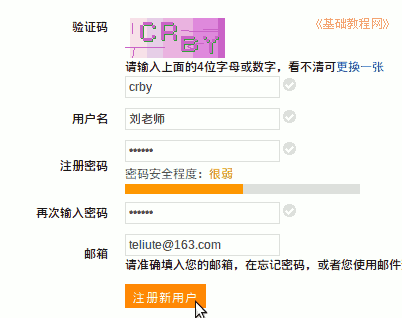 验证码
CRBY
《基础教程网》
请输入上面的4位字母或数字，看不清可更换一张
crby
用户名
刘老师
注册密码
••••••
密码安全程度：很弱
再次输入密码
••••••
邮箱
teliute@163.com
请准确填入您的邮箱，在忘记密码，或者您使用邮件
注册新用户